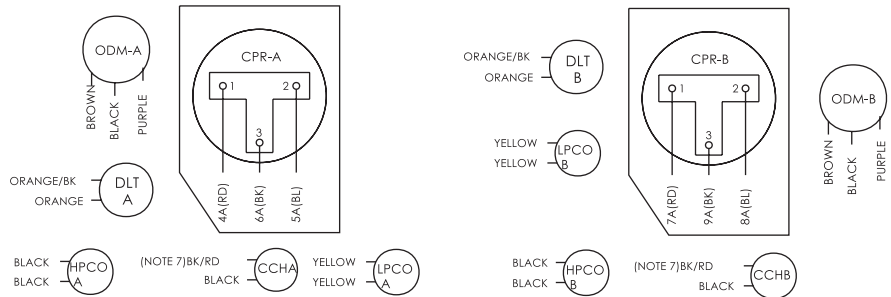 ODM-A
BROWN
BLACK
PURPLE
CPR-A
1
2
3
4A(RD)
6A(BK)
5A(BL)
ORANGE/BK
ORANGE
DLT
A
BLACK
BLACK
HPCO
A
(NOTE 7)BK/RD
BLACK
CCHA
YELLOW
YELLOW
LPCO
A
ORANGE/BK
ORANGE
DLT
B
YELLOW
YELLOW
LPCO
B
CPR-B
1
2
3
7A(RD)
9A(BK)
8A(BL)
ODM-B
BROWN
BLACK
PURPLE
BLACK
BLACK
HPCO
B
(NOTE 7)BK/RD
BLACK
CCHB